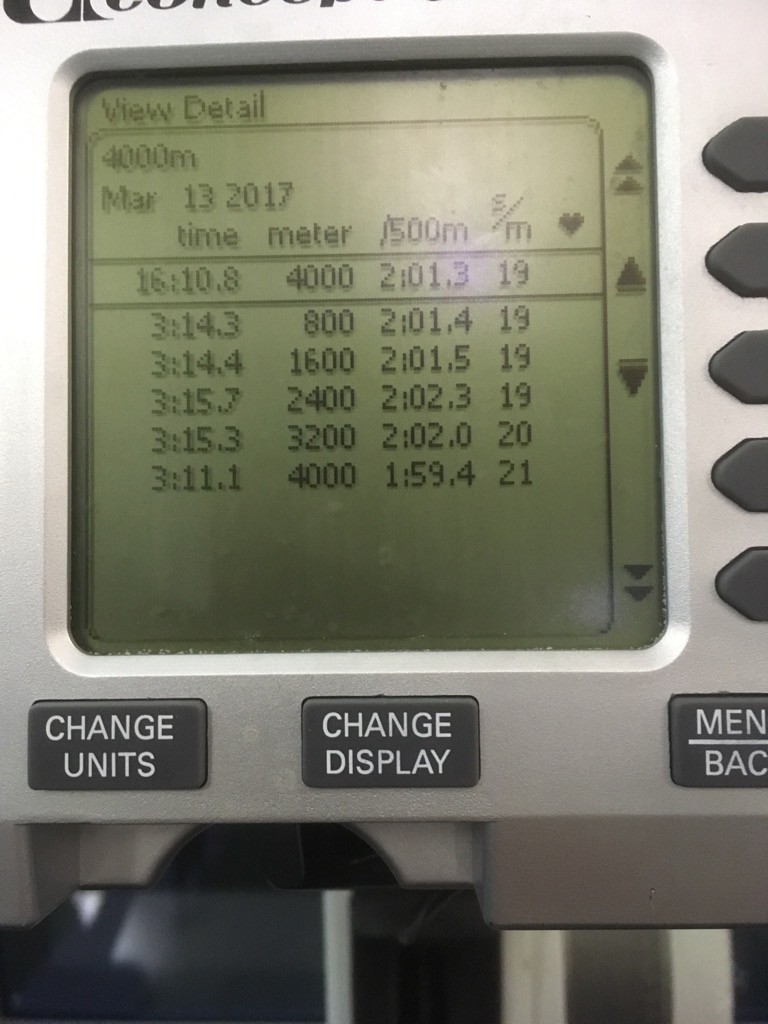 View Detail
4000m
Mar 13 2017
time meter /500m s/m
16:10.8 4000 2:01.3 19
3:14.3 800 2:01.4 19
3:14.4 1600 2:01.5 19
3:15.7 2400 2:02.3 19
3:15.3 3200 2:02.0 20
3:11.1 4000 1:59.4 21
CHANGE
UNITS
CHANGE
DISPLAY
MEN
BAC